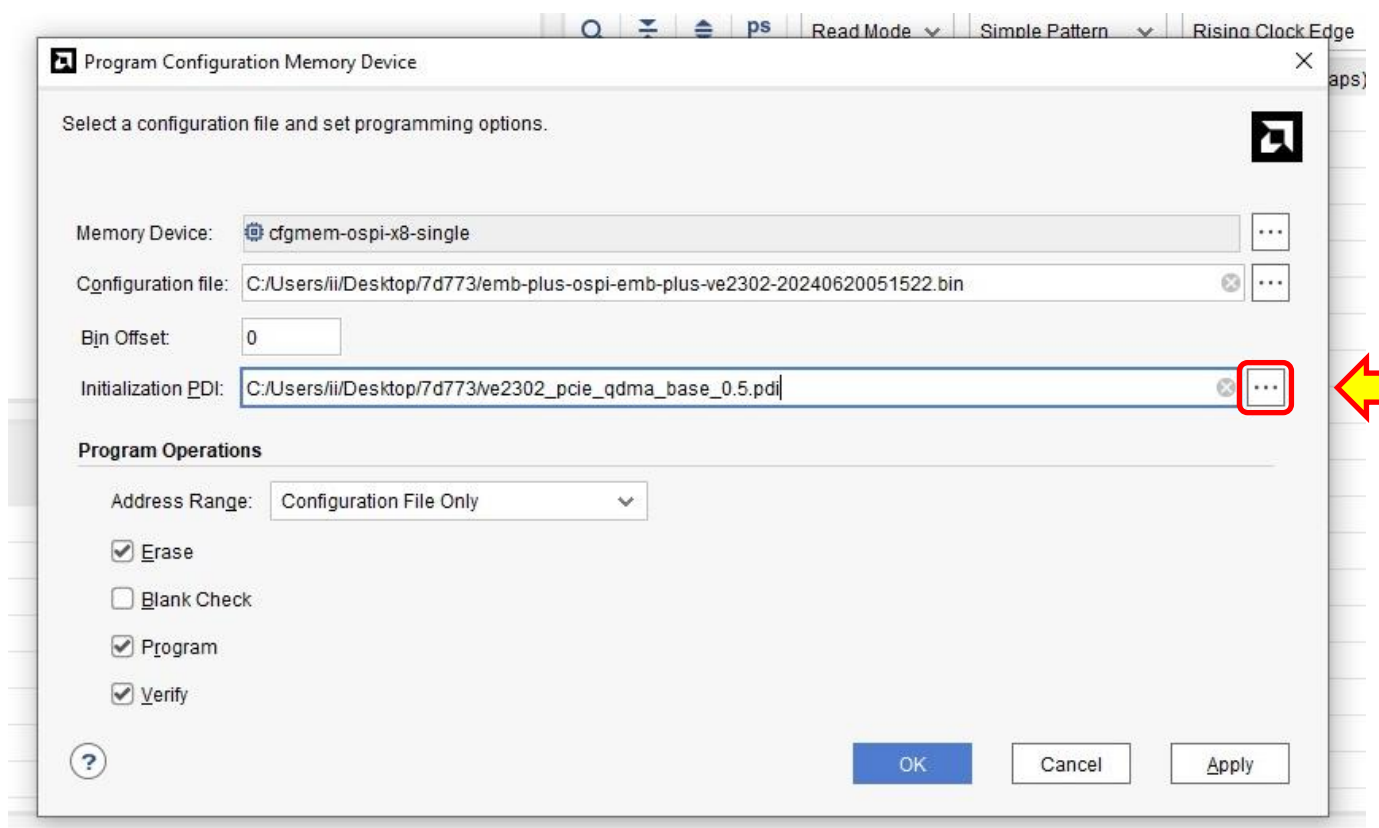 ps Read Mode Simple Pattern Rising Clock Edge
Program Configuration Memory Device
aps)
Select a configuration file and set programming options.
Memory Device: cfgmem-ospi-x8-single ...
Configuration file: C:/Users/ii/Desktop/7d773/emb-plus-ospi-emb-plus-ve2302-20240620051522.bin ...
Bin Offset: 0
Initialization PDI: C:/Users/ii/Desktop/7d773/ve2302_pcie_qdma_base_0.5.pdi ...
Program Operations
Address Range: Configuration File Only
Erase
Blank Check
Program
Verify
? OK Cancel Apply